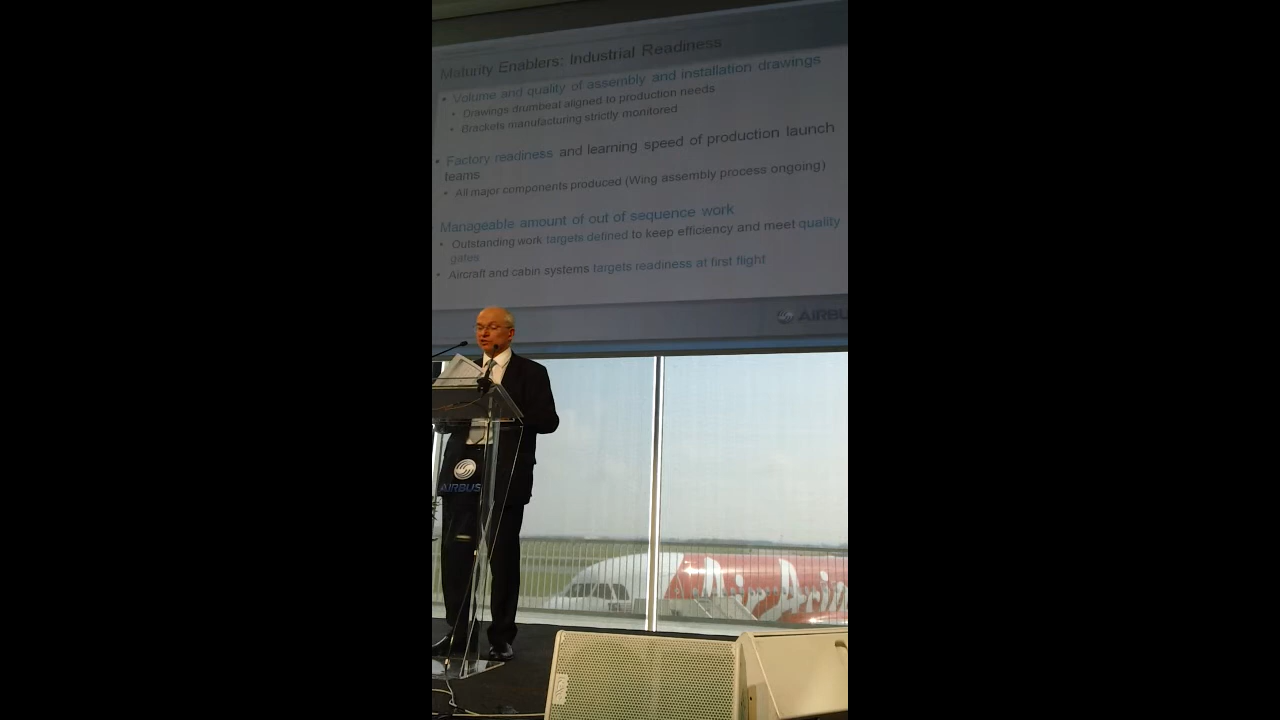 Maturity Enablers: Industrial Readiness
• Volume and quality of assembly and installation drawings
• Drawings drumbeat aligned to production needs
• Brackets manufacturing strictly monitored
• Factory readiness and learning speed of production launch
teams
• All major components produced (Wing assembly process ongoing)
Manageable amount of out of sequence work
• Outstanding work targets defined to keep efficiency and meet quality
gates
• Aircraft and cabin systems targets readiness at first flight
AIRBU
AIRBUS
Air Asia